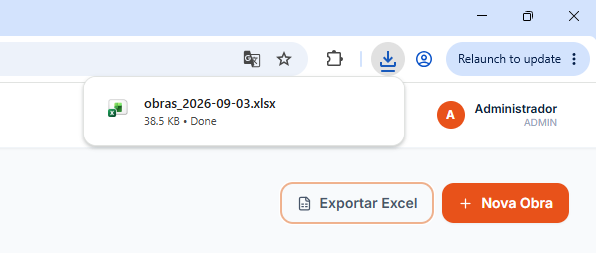 Relaunch to update
obras_2026-09-03.xlsx
38.5 KB • Done
A
Administrador
ADMIN
Exportar Excel
+ Nova Obra